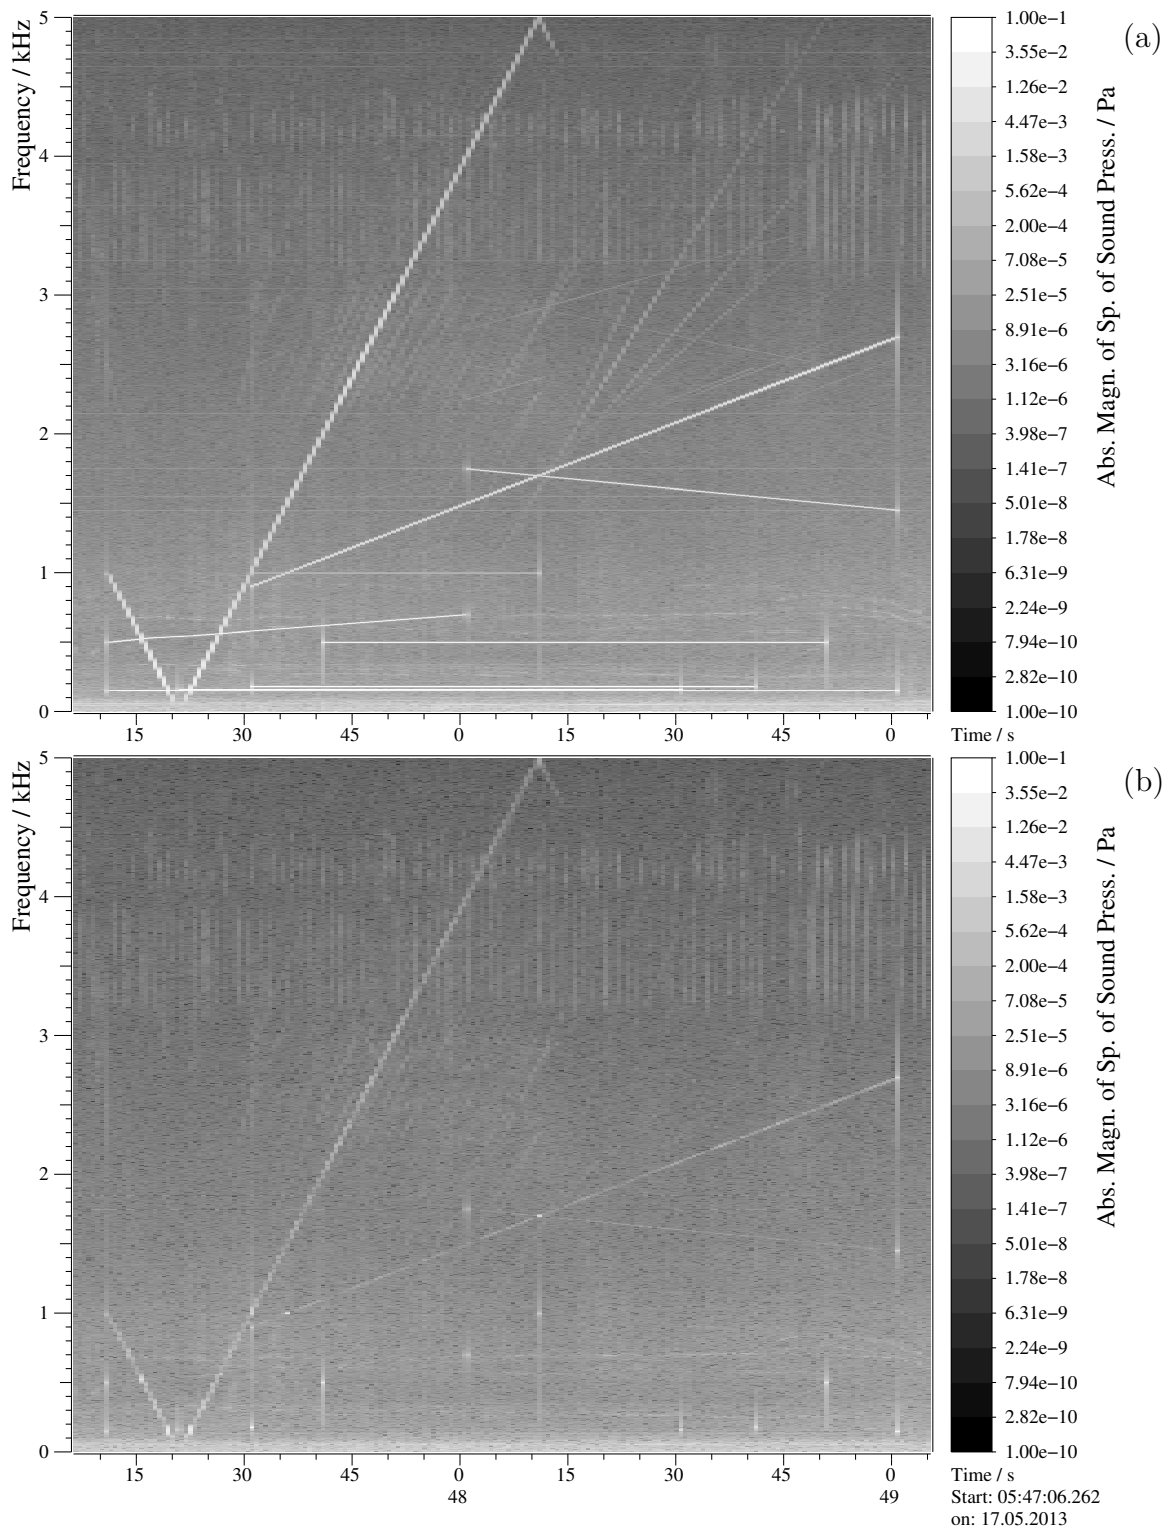 (a)
Frequency / kHz
5
4
3
2
1
0
15 30 45 0 15 30 45 0
Time / s
1.00e−1
3.55e−2
1.26e−2
4.47e−3
1.58e−3
5.62e−4
2.00e−4
7.08e−5
2.51e−5
8.91e−6
3.16e−6
1.12e−6
3.98e−7
1.41e−7
5.01e−8
1.78e−8
6.31e−9
2.24e−9
7.94e−10
2.82e−10
1.00e−10
Abs. Magn. of Sp. of Sound Press. / Pa
(b)
Frequency / kHz
5
4
3
2
1
0
15 30 45 0 15 30 45 0
48 49
1.00e−1
3.55e−2
1.26e−2
4.47e−3
1.58e−3
5.62e−4
2.00e−4
7.08e−5
2.51e−5
8.91e−6
3.16e−6
1.12e−6
3.98e−7
1.41e−7
5.01e−8
1.78e−8
6.31e−9
2.24e−9
7.94e−10
2.82e−10
1.00e−10
Abs. Magn. of Sp. of Sound Press. / Pa
Time / s
Start: 05:47:06.262
on: 17.05.2013